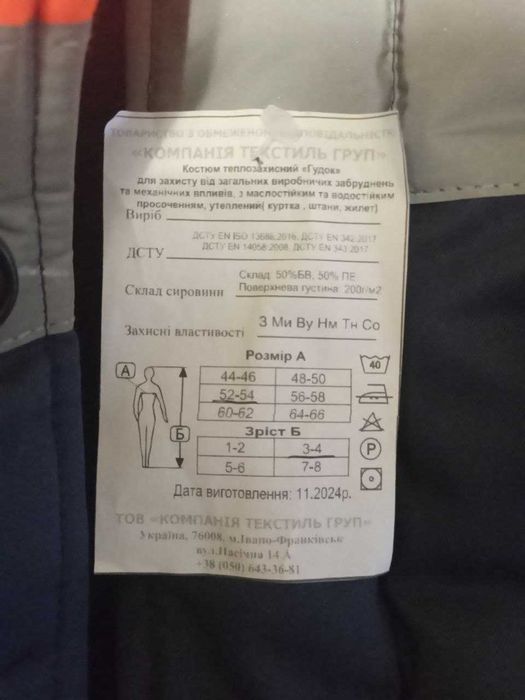 ТОВАРИСТВО З ОБМЕЖЕНОЮ ВІДПОВІДАЛЬНІСТЮ
«КОМПАНІЯ ТЕКСТИЛЬ ГРУП»
Костюм теплозахисний «Гудок»
для захисту від загальних виробничих забруднень
та механічних впливів, з маслостійким та водостійким
просоченням, утеплений( куртка , штани, жилет)
Виріб
ДСТУ EN ISO 13688:2016, ДСТУ EN 342:2017
ДСТУ ДСТУ EN 14058:2008, ДСТУ EN 343:2017
Склад: 50%БВ, 50% ПЕ
Склад сировини Поверхнева густина: 200г/м2
Захисні властивості З Ми Ву Нм Тн Со
Розмір А
44-46 48-50
52-54 56-58
60-62 64-66
Зріст Б
1-2 3-4
5-6 7-8
А
Б
40
P
Дата виготовлення: 11.2024р.
ТОВ «КОМПАНІЯ ТЕКСТИЛЬ ГРУП»
Україна, 76008, м.Івано-Франківськ
вул.Пасічна 14 А
+38 (050) 643-36-81